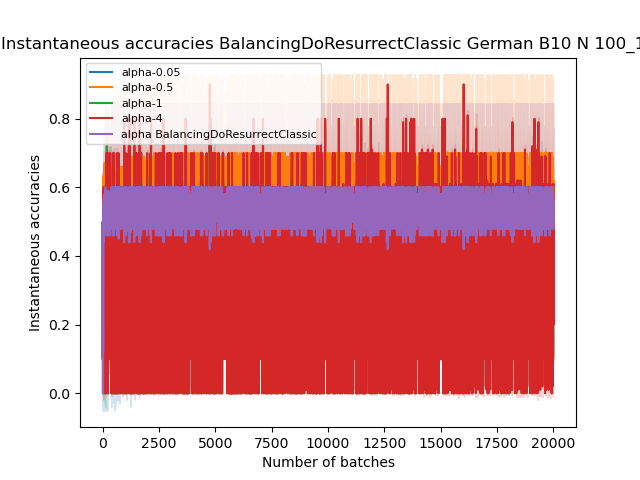 Instantaneous accuracies BalancingDoResurrectClassic German B10 N 100_1
alpha-0.05
alpha-0.5
alpha-1
alpha-4
alpha BalancingDoResurrectClassic
Instantaneous accuracies
0.8
0.6
0.4
0.2
0.0
0 2500 5000 7500 10000 12500 15000 17500 20000
Number of batches